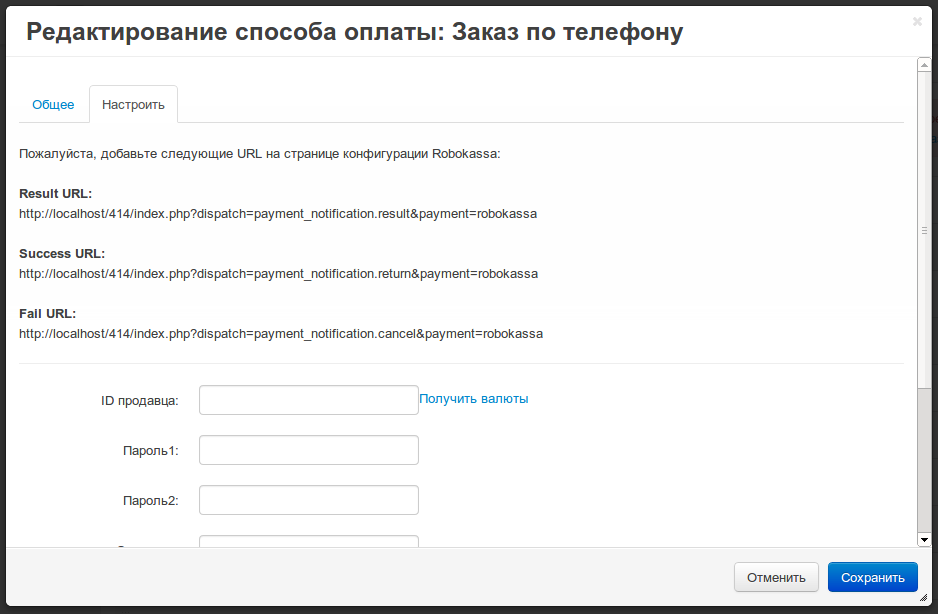 Редактирование способа оплаты: Заказ по телефону
×
Общее
Настроить
Пожалуйста, добавьте следующие URL на странице конфигурации Robokassa:
Result URL:
http://localhost/414/index.php?dispatch=payment_notification.result&payment=robokassa
Success URL:
http://localhost/414/index.php?dispatch=payment_notification.return&payment=robokassa
Fail URL:
http://localhost/414/index.php?dispatch=payment_notification.cancel&payment=robokassa
ID продавца:
Получить валюты
Пароль1:
Пароль2:
Отменить
Сохранить